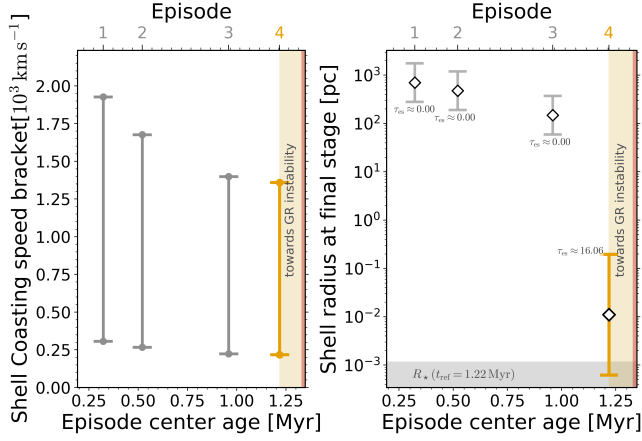 Episode
1 2 3 4
Shell Coasting speed bracket[10³ km s⁻¹]
2.00
1.75
1.50
1.25
1.00
0.75
0.50
0.25
0.00
towards GR instability
0.25 0.50 0.75 1.00 1.25
Episode center age [Myr]
Episode
1 2 3 4
Shell radius at final stage [pc]
10³
10²
10¹
10⁰
10⁻¹
10⁻²
10⁻³
τes ≈ 0.00
τes ≈ 0.00
τes ≈ 0.00
τes ≈ 16.06
towards GR instability
R⋆ (tref = 1.22 Myr)
0.25 0.50 0.75 1.00 1.25
Episode center age [Myr]